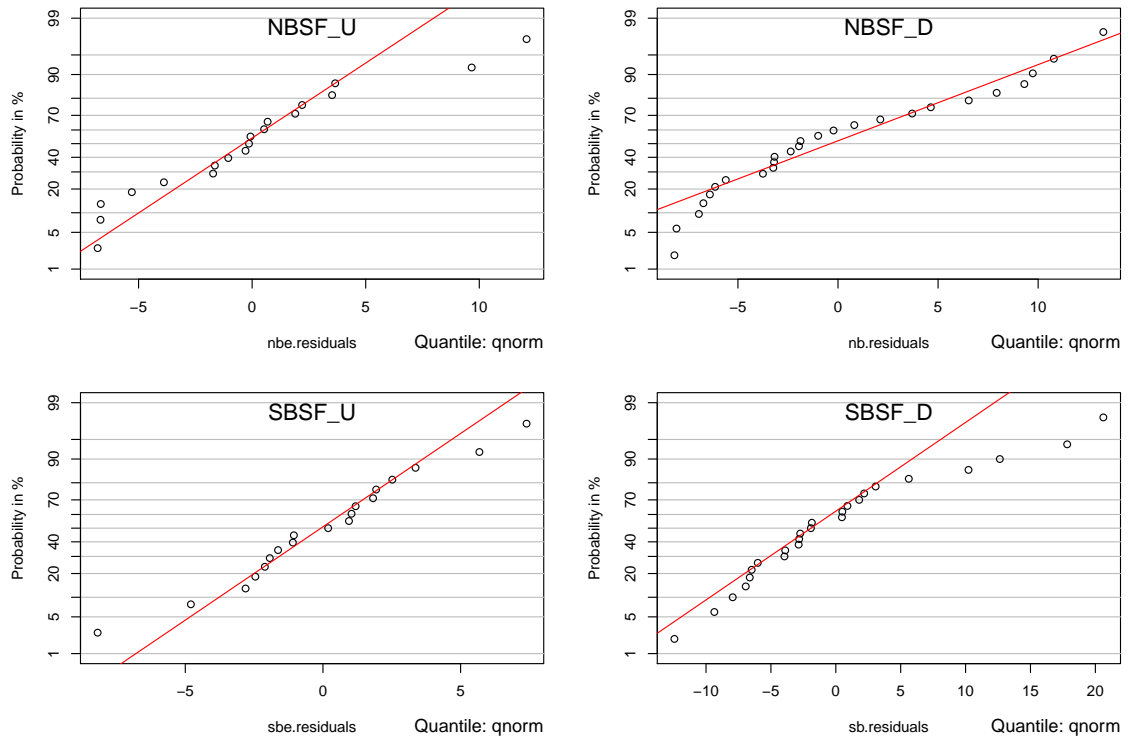 NBSF_U
Probability in %
99
90
70
40
20
5
1
−5 0 5 10
nbe.residuals
Quantile: qnorm
NBSF_D
Probability in %
99
90
70
40
20
5
1
−5 0 5 10
nb.residuals
Quantile: qnorm
SBSF_U
Probability in %
99
90
70
40
20
5
1
−5 0 5
sbe.residuals
Quantile: qnorm
SBSF_D
Probability in %
99
90
70
40
20
5
1
−10 −5 0 5 10 15 20
sb.residuals
Quantile: qnorm